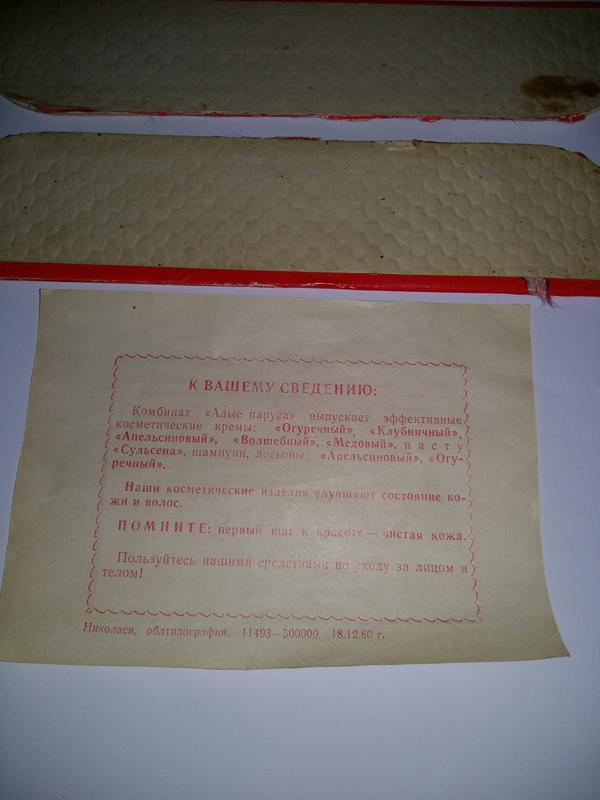 К ВАШЕМУ СВЕДЕНИЮ:
Комбинат «Алые паруса» выпускает эффективные
косметические кремы: «Огуречный», «Клубничный»,
«Апельсиновый», «Волшебный», «Медовый», пасту
«Сульсена», шампуни, лосьоны: «Апельсиновый», «Огу-
речный».
Наши косметические изделия улучшают состояние ко-
жи и волос.
ПОМНИТЕ: первый шаг к красоте — чистая кожа.
Пользуйтесь нашими средствами по уходу за лицом и
телом!
Николаев, облтипография. 11493—500000. 18.12.80 г.